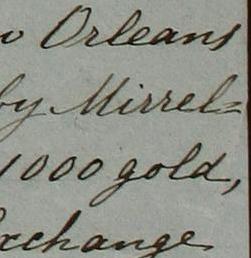 w Orleans
by Mirrel=
1000 gold,
xchange